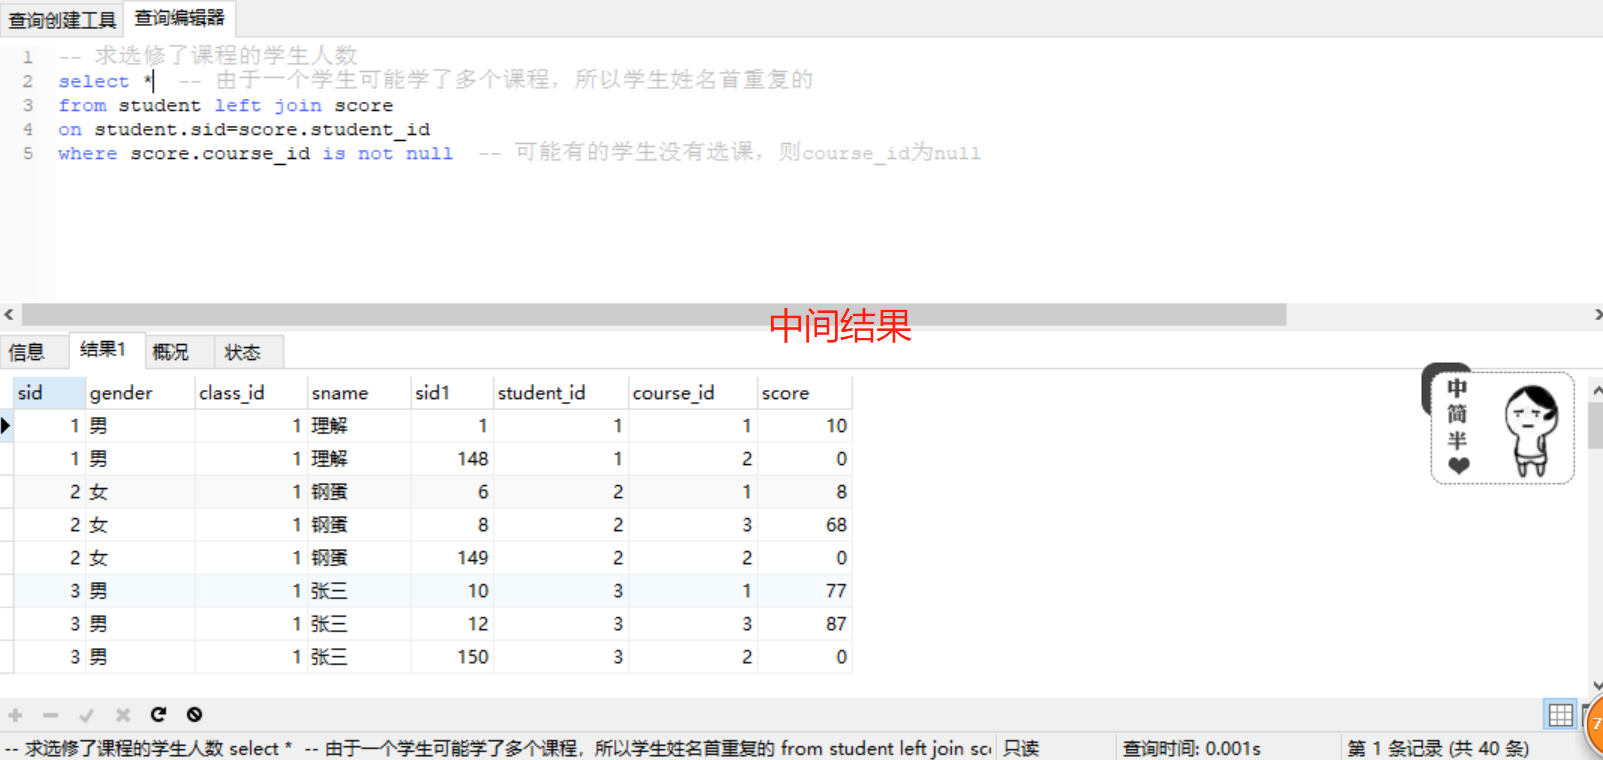 查询创建工具 查询编辑器
1 -- 求选修了课程的学生人数
2 select * -- 由于一个学生可能学了多个课程，所以学生姓名首重复的
3 from student left join score
4 on student.sid=score.student_id
5 where score.course_id is not null -- 可能有的学生没有选课，则course_id为null
中间结果
信息 结果1 概况 状态
sid gender class_id sname sid1 student_id course_id score
1 男 1 理解 1 1 1 10
1 男 1 理解 148 1 2 0
2 女 1 钢蛋 6 2 1 8
2 女 1 钢蛋 8 2 3 68
2 女 1 钢蛋 149 2 2 0
3 男 1 张三 10 3 1 77
3 男 1 张三 12 3 3 87
3 男 1 张三 150 3 2 0
中
简
半
7
-- 求选修了课程的学生人数 select * -- 由于一个学生可能学了多个课程，所以学生姓名首重复的 from student left join sc 只读 查询时间: 0.001s 第 1 条记录 (共 40 条)